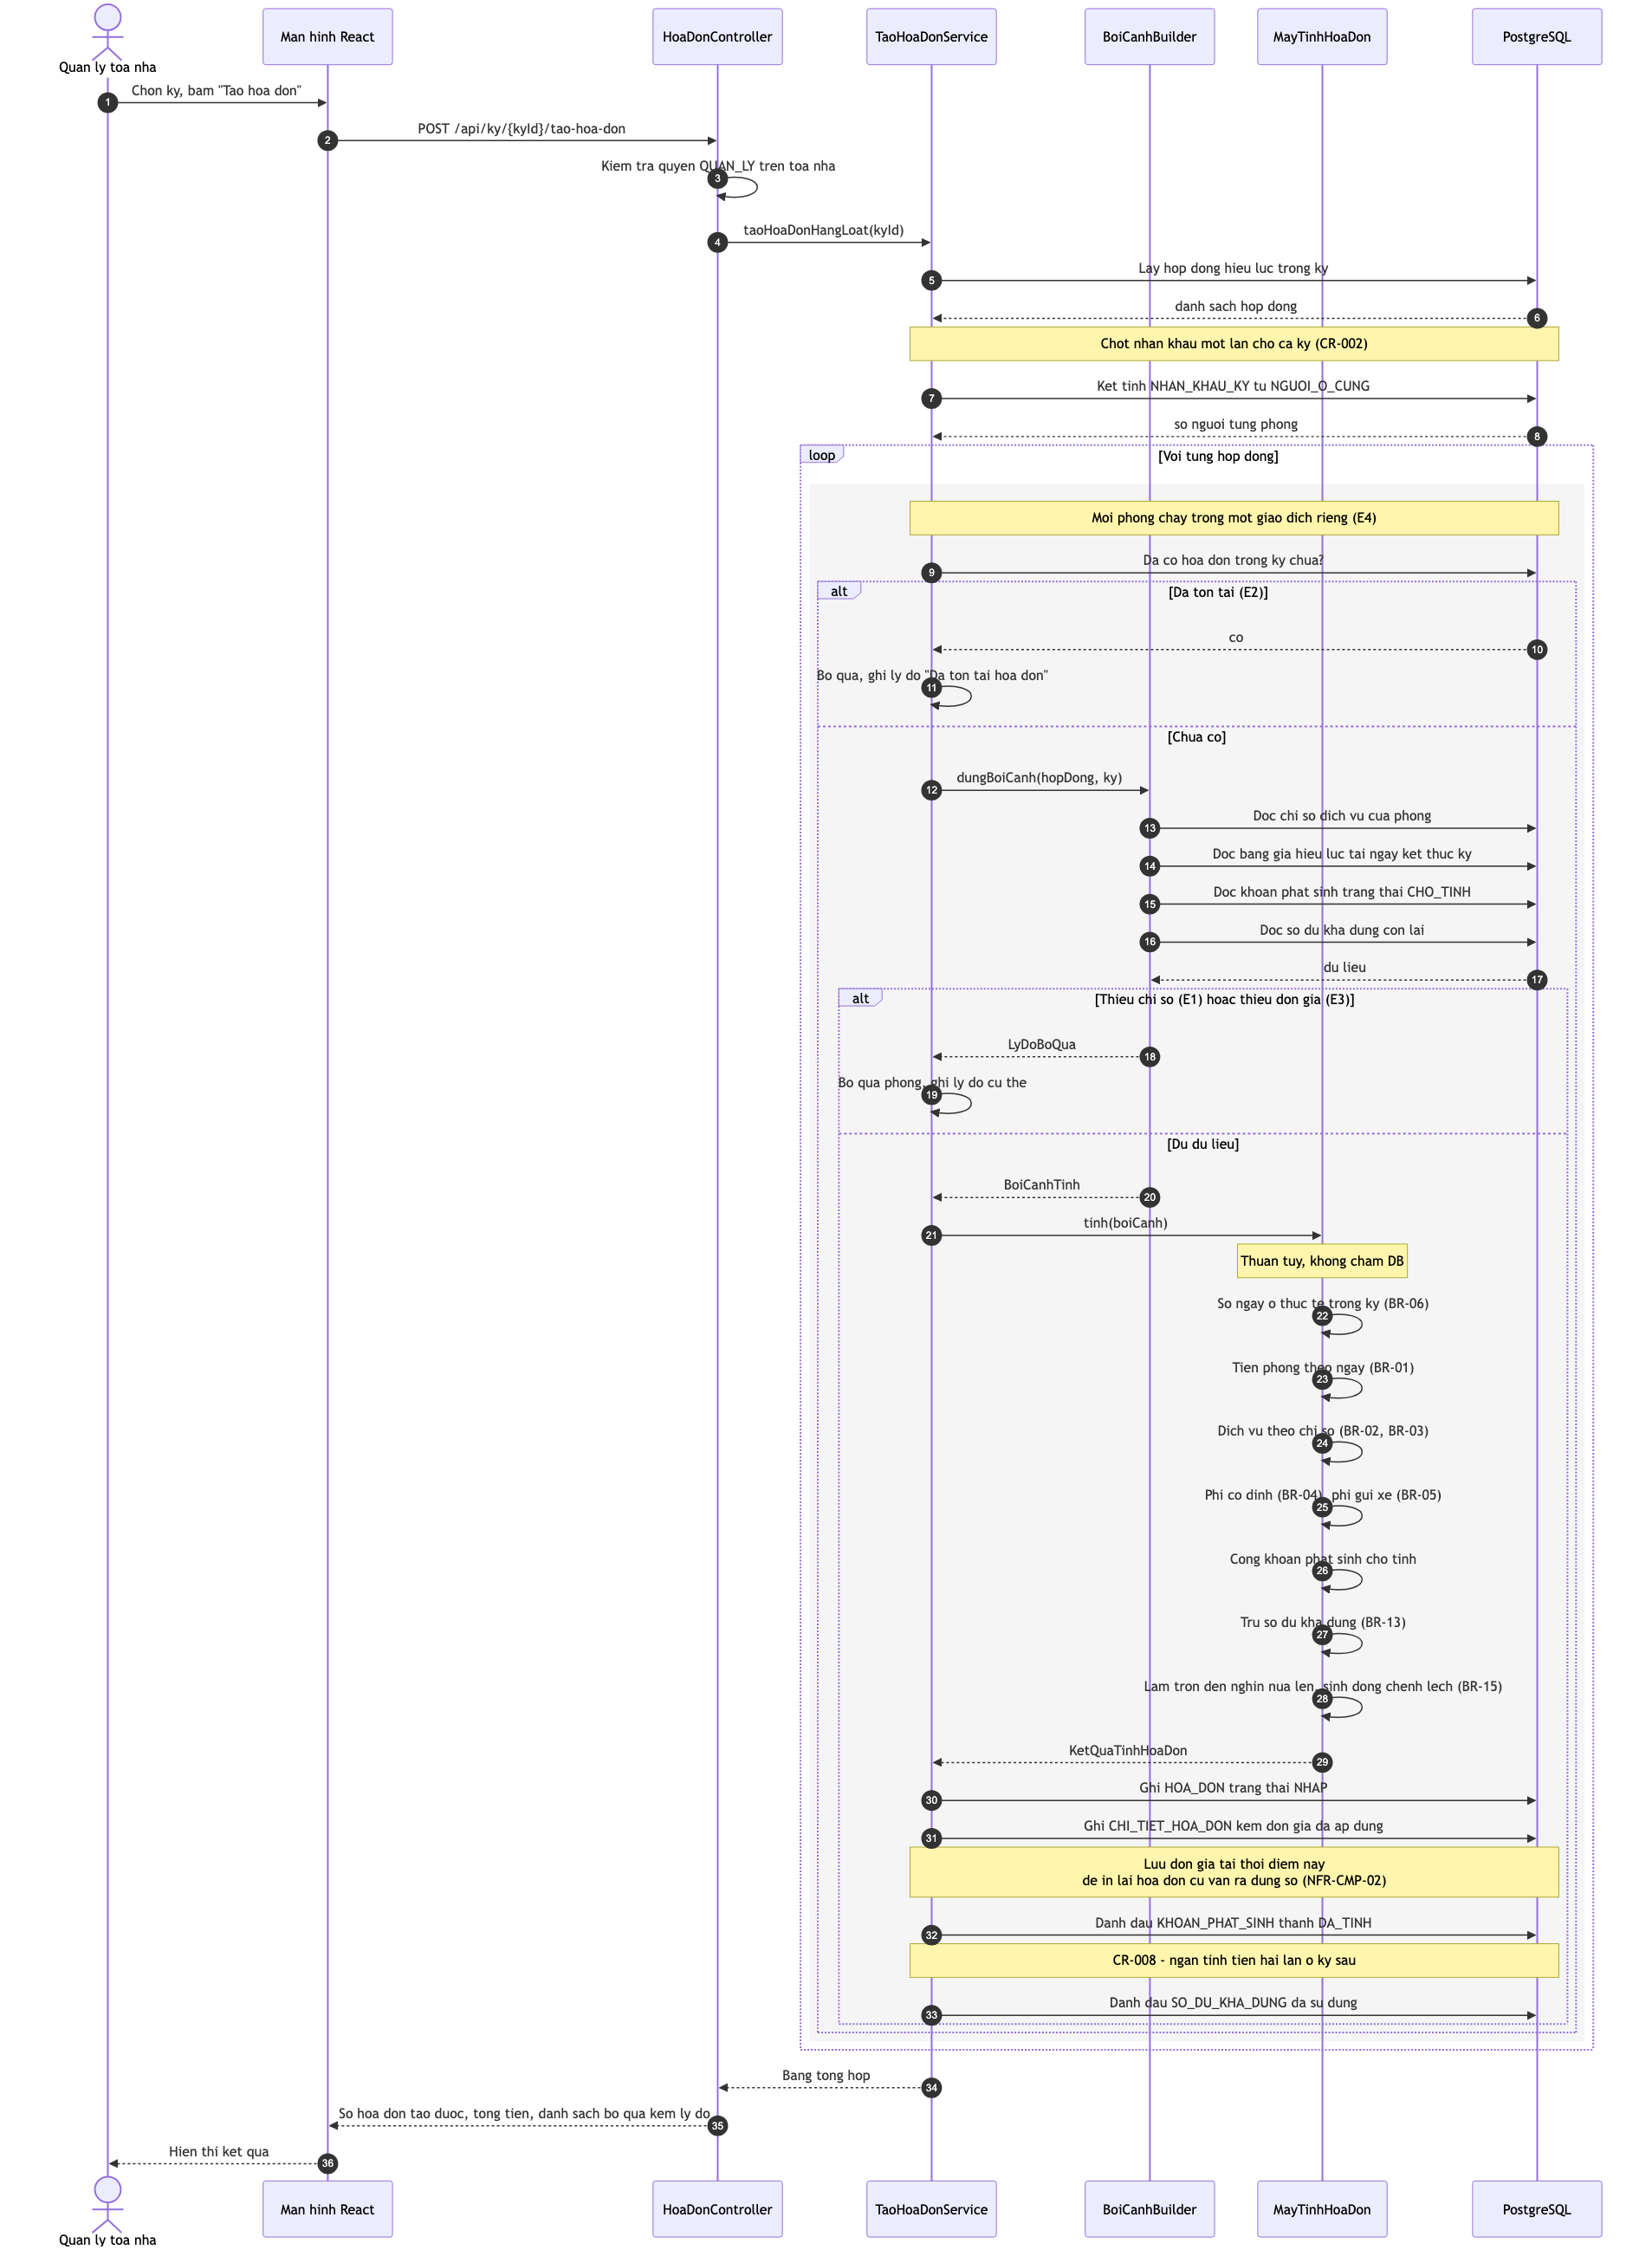 Quan ly toa nha
Man hinh React
HoaDonController
TaoHoaDonService
BoiCanhBuilder
MayTinhHoaDon
PostgreSQL
1 Chon ky, bam "Tao hoa don"
2 POST /api/ky/{kyId}/tao-hoa-don
3 Kiem tra quyen QUAN_LY tren toa nha
4 taoHoaDonHangLoat(kyId)
5 Lay hop dong hieu luc trong ky
danh sach hop dong 6
Chot nhan khau mot lan cho ca ky (CR-002)
7 Ket tinh NHAN_KHAU_KY tu NGUOI_O_CUNG
so nguoi tung phong 8
loop [Voi tung hop dong]
Moi phong chay trong mot giao dich rieng (E4)
9 Da co hoa don trong ky chua?
alt [Da ton tai (E2)]
co 10
11 Bo qua, ghi ly do "Da ton tai hoa don"
[Chua co]
12 dungBoiCanh(hopDong, ky)
13 Doc chi so dich vu cua phong
14 Doc bang gia hieu luc tai ngay ket thuc ky
15 Doc khoan phat sinh trang thai CHO_TINH
16 Doc so du kha dung con lai
du lieu 17
alt [Thieu chi so (E1) hoac thieu don gia (E3)]
LyDoBoQua 18
19 Bo qua phong, ghi ly do cu the
[Du du lieu]
BoiCanhTinh 20
21 tinh(boiCanh)
Thuan tuy, khong cham DB
22 So ngay o thuc te trong ky (BR-06)
23 Tien phong theo ngay (BR-01)
24 Dich vu theo chi so (BR-02, BR-03)
25 Phi co dinh (BR-04), phi gui xe (BR-05)
26 Cong khoan phat sinh cho tinh
27 Tru so du kha dung (BR-13)
28 Lam tron den nghin nua len, sinh dong chenh lech (BR-15)
KetQuaTinhHoaDon 29
30 Ghi HOA_DON trang thai NHAP
31 Ghi CHI_TIET_HOA_DON kem don gia da ap dung
Luu don gia tai thoi diem nay
de in lai hoa don cu van ra dung so (NFR-CMP-02)
32 Danh dau KHOAN_PHAT_SINH thanh DA_TINH
CR-008 - ngan tinh tien hai lan o ky sau
33 Danh dau SO_DU_KHA_DUNG da su dung
Bang tong hop 34
So hoa don tao duoc, tong tien, danh sach bo qua kem ly do 35
Hien thi ket qua 36
Quan ly toa nha
Man hinh React
HoaDonController
TaoHoaDonService
BoiCanhBuilder
MayTinhHoaDon
PostgreSQL